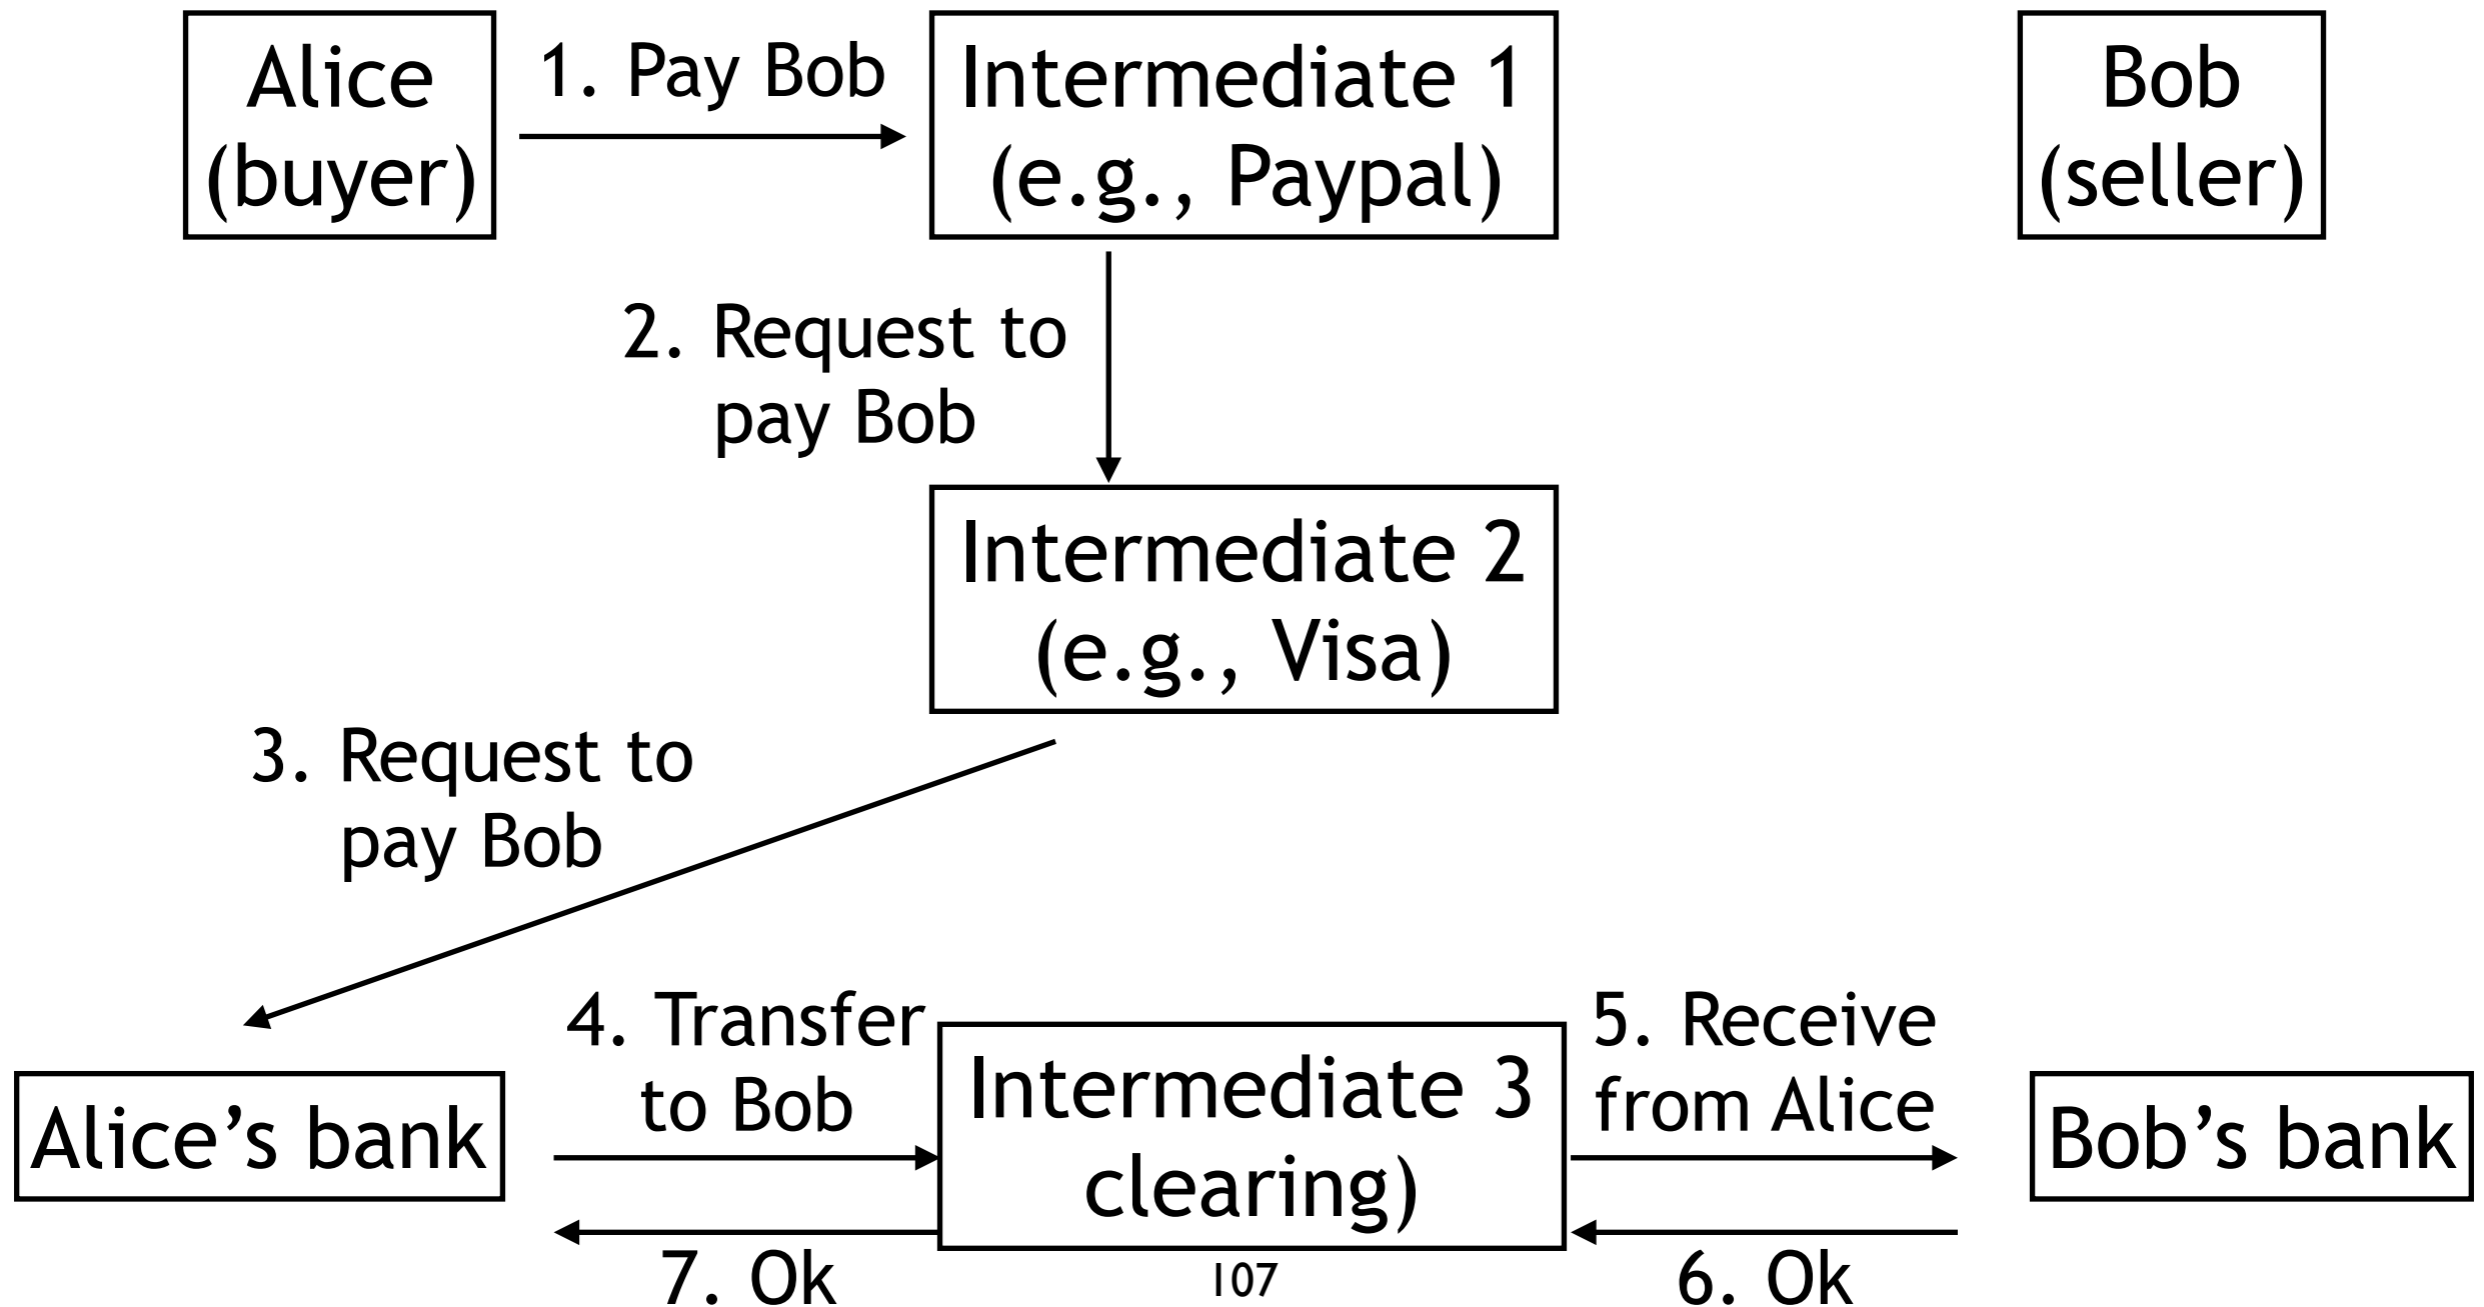 Alice
(buyer)
1. Pay Bob
Intermediate 1
(e.g., Paypal)
Bob
(seller)
2. Request to
pay Bob
Intermediate 2
(e.g., Visa)
3. Request to
pay Bob
Alice’s bank
4. Transfer
to Bob
Intermediate 3
clearing)
5. Receive
from Alice
Bob’s bank
7. Ok
107
6. Ok